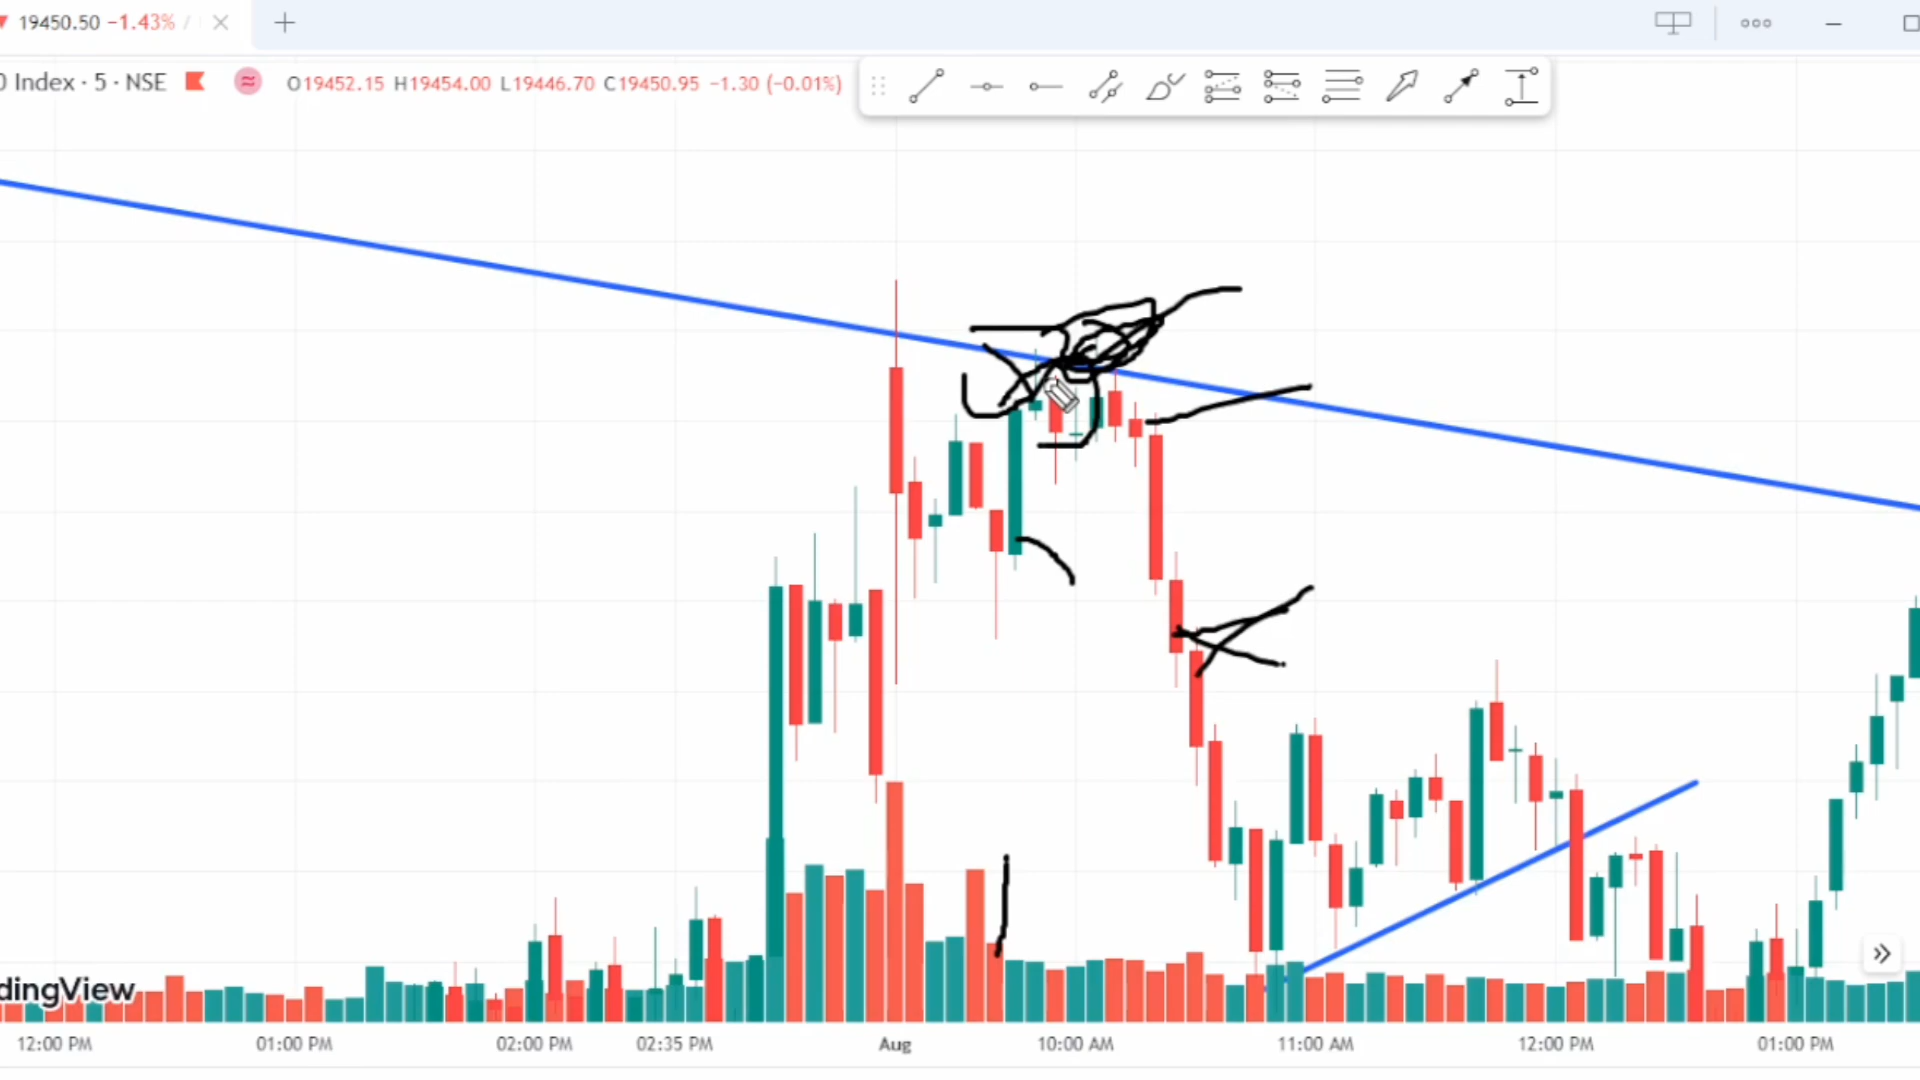 19450.50 −1.43% /
0 Index · 5 · NSE O19452.15 H19454.00 L19446.70 C19450.95 −1.30 (−0.01%)
dingView
12:00 PM 01:00 PM 02:00 PM 02:35 PM Aug 10:00 AM 11:00 AM 12:00 PM 01:00 PM